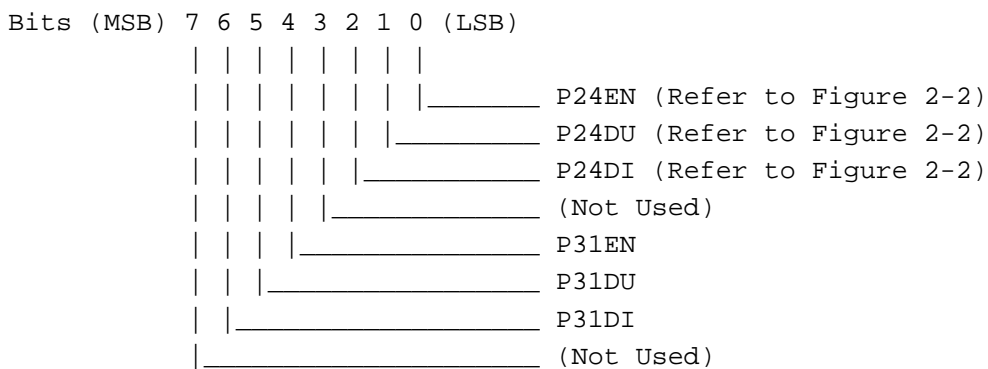 Bits (MSB) 7 6 5 4 3 2 1 0 (LSB)
P24EN (Refer to Figure 2-2)
P24DU (Refer to Figure 2-2)
P24DI (Refer to Figure 2-2)
(Not Used)
P31EN
P31DU
P31DI
(Not Used)